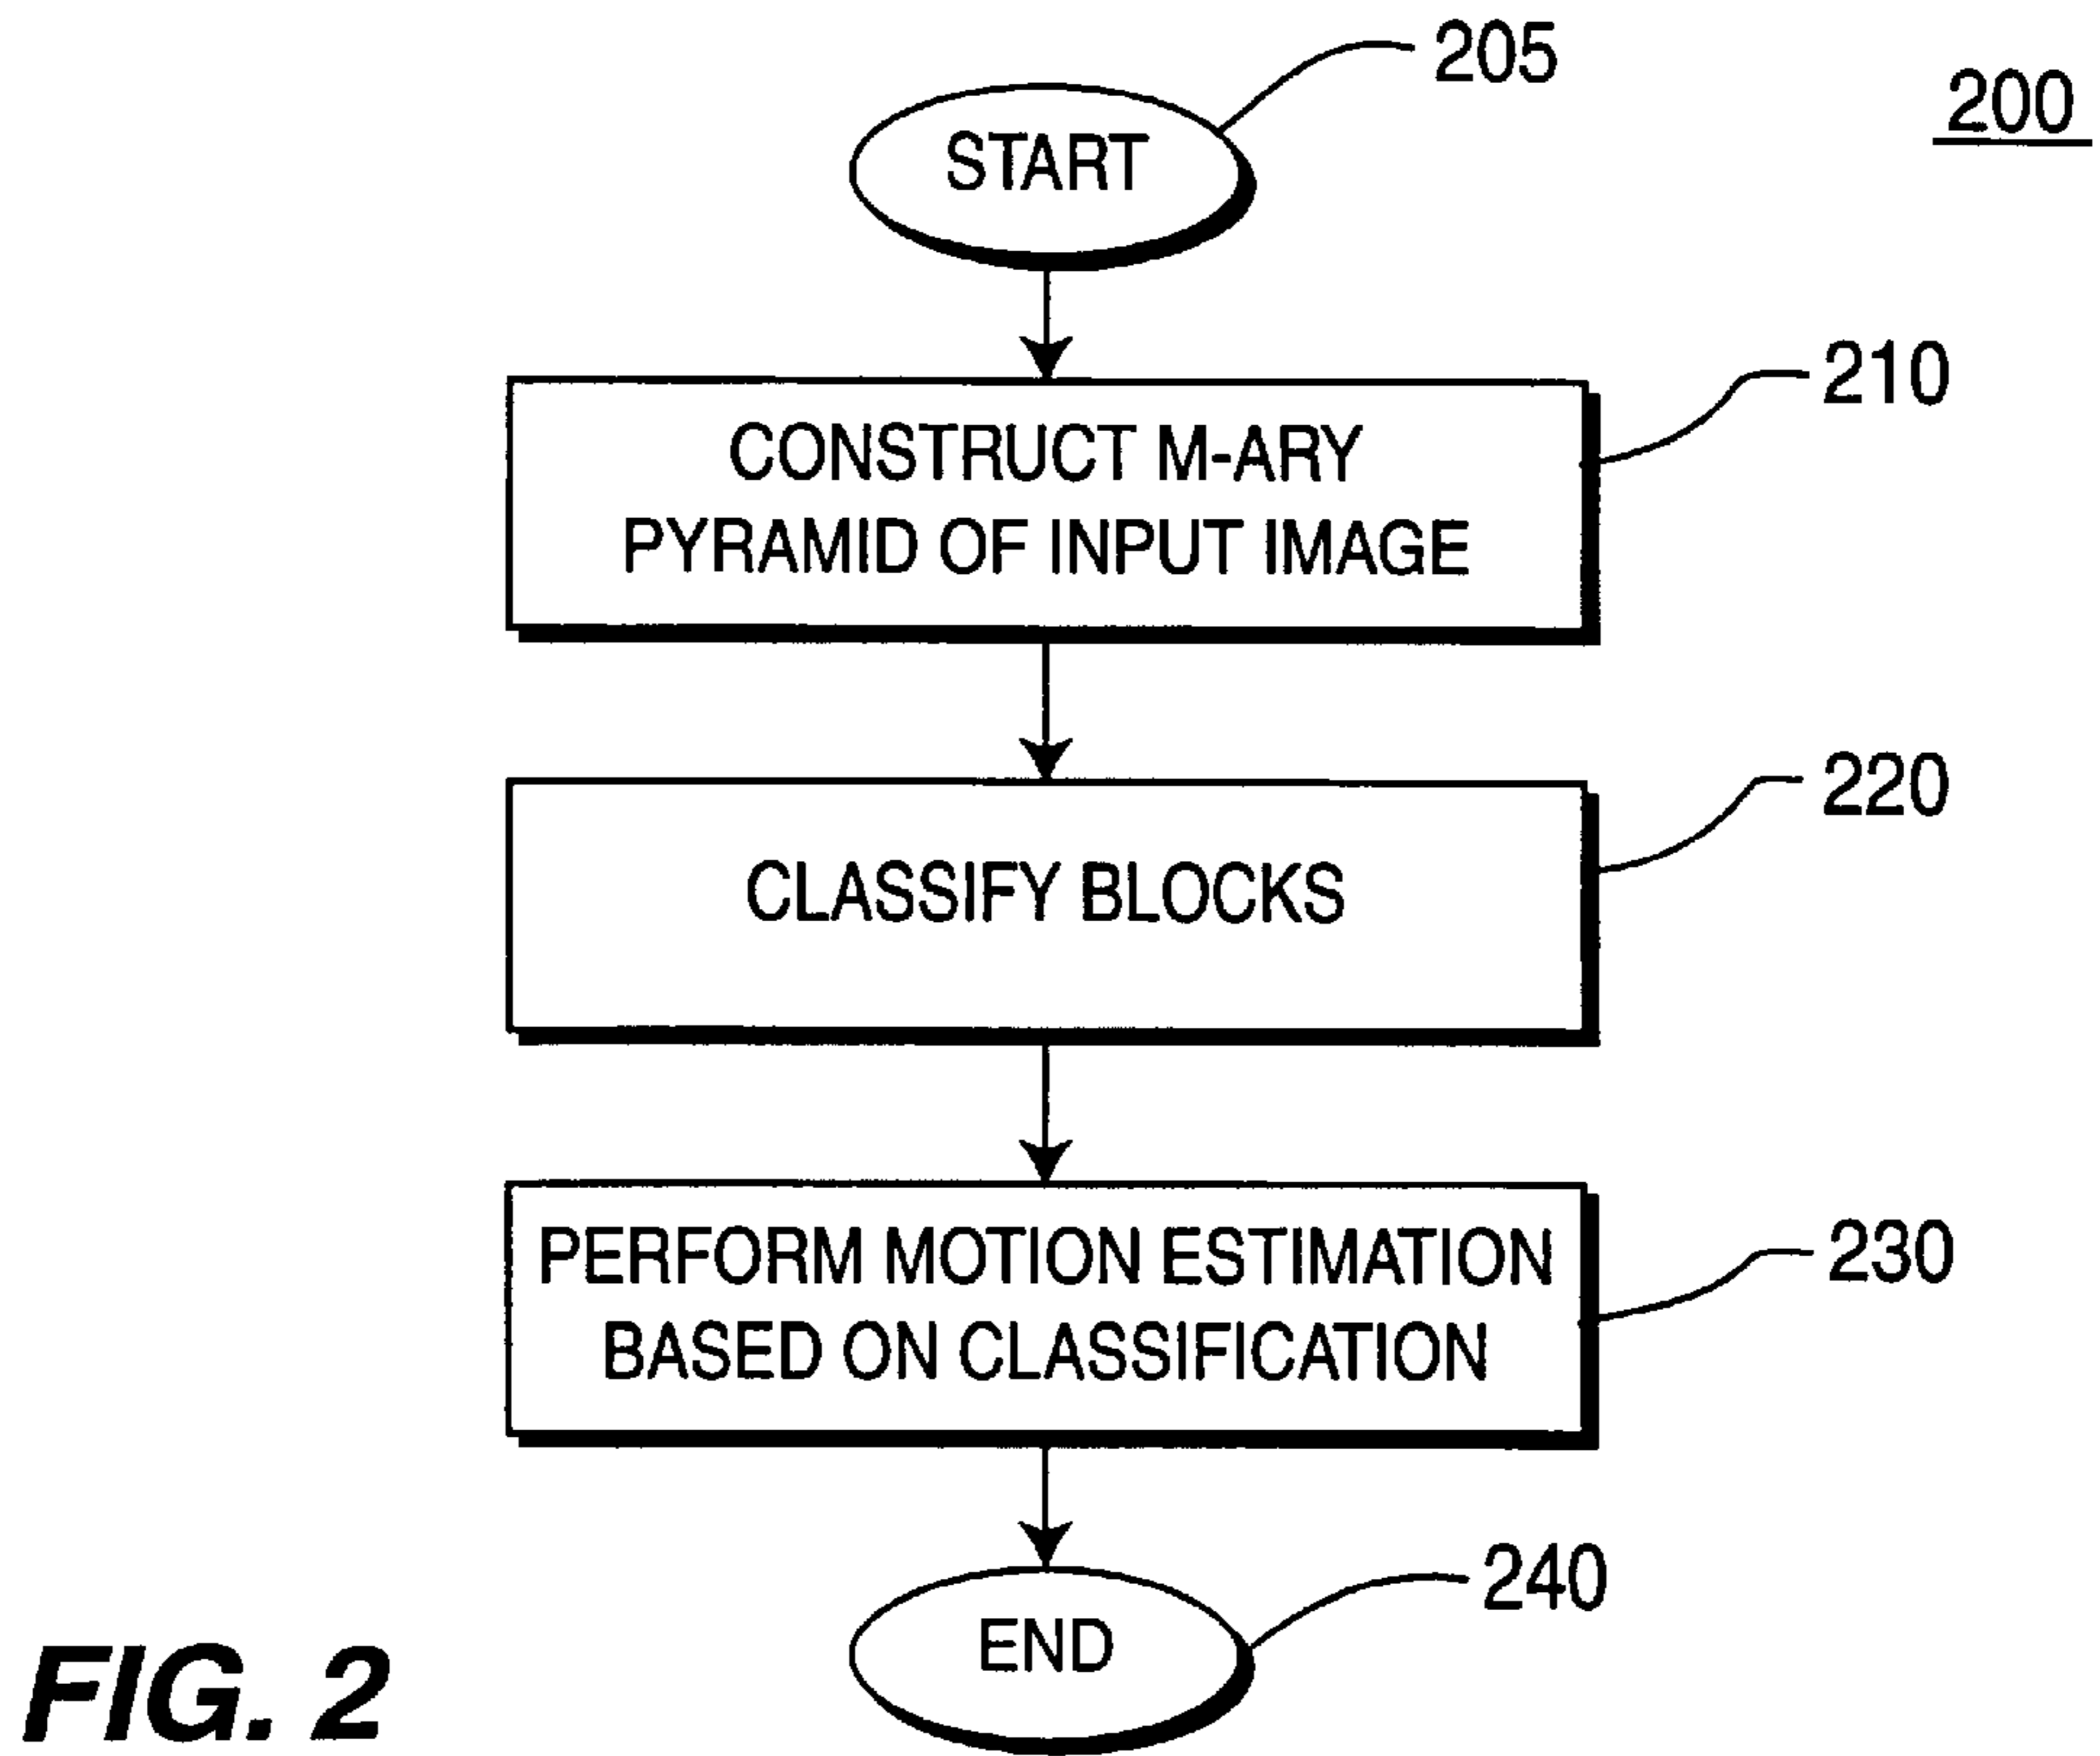 205
200
START
210
CONSTRUCT M-ARY
PYRAMID OF INPUT IMAGE
220
CLASSIFY BLOCKS
230
PERFORM MOTION ESTIMATION
BASED ON CLASSIFICATION
240
END
FIG. 2